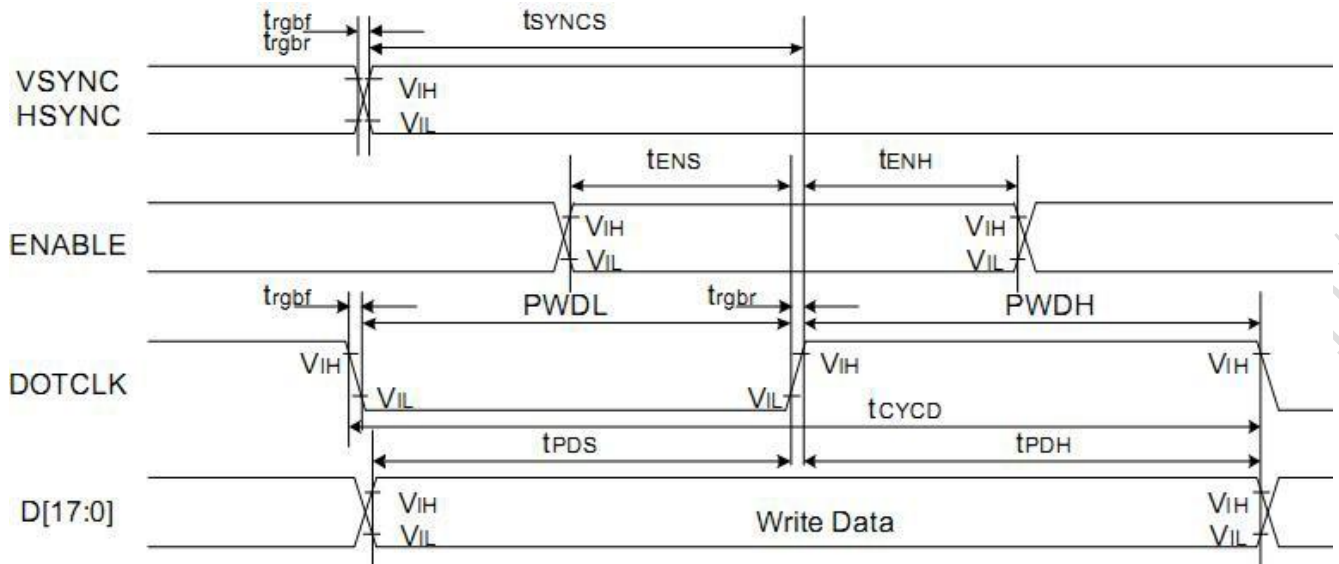 trgbf
trgbr
tSYNCS
VSYNC
HSYNC
VIH
VIL
tENS
tENH
ENABLE
VIH
VIL
VIH
VIL
trgbf
PWDL
trgbr
PWDH
DOTCLK
VIH
VIL
VIL
VIH
VIH
tCYCD
tPDS
tPDH
D[17:0]
VIH
VIL
Write Data
VIH
VIL